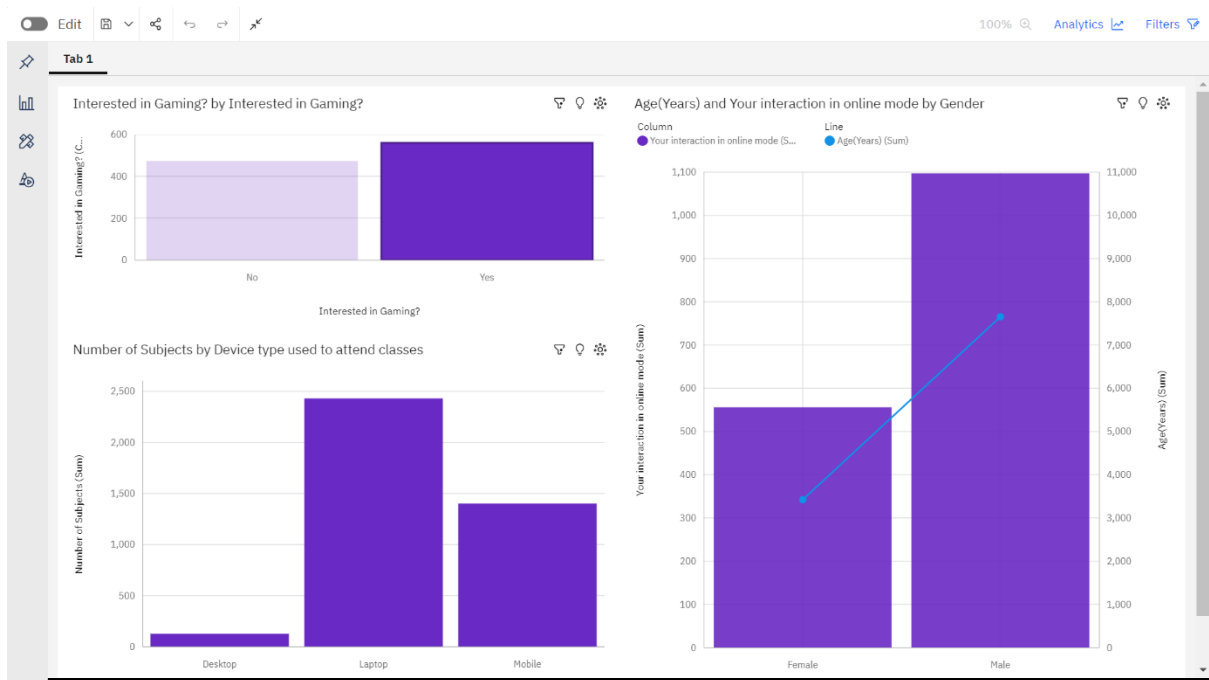 Edit
100%
Analytics
Filters
Tab 1
Interested in Gaming? by Interested in Gaming?
Interested in Gaming? (C...
600
400
200
0
No
Yes
Interested in Gaming?
Number of Subjects by Device type used to attend classes
Number of Subjects (Sum)
2,500
2,000
1,500
1,000
500
0
Desktop
Laptop
Mobile
Age(Years) and Your interaction in online mode by Gender
Column
Line
Your interaction in online mode (S...
Age(Years) (Sum)
Your interaction in online mode (Sum)
1,100
1,000
900
800
700
600
500
400
300
200
100
0
11,000
10,000
9,000
8,000
7,000
6,000
5,000
4,000
3,000
2,000
1,000
0
Age(Years) (Sum)
Female
Male